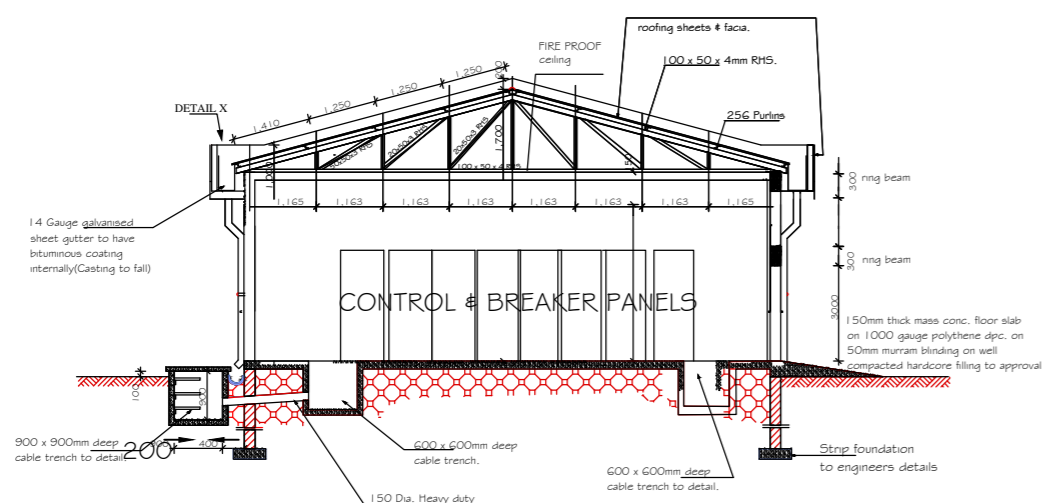 roofing sheets & facia.
FIRE PROOF
ceiling
100 x 50 x 4mm RHS.
256 Purlins
DETAIL X
1,410
1,250
1,250
1,250
1,700
150
100 x 50 x 4 RHS
1,165
1,163
1,163
1,163
1,163
1,163
1,163
1,165
300
ring beam
300
ring beam
3000
14 Gauge galvanised
sheet gutter to have
bituminous coating
internally(Casting to fall)
CONTROL & BREAKER PANELS
150mm thick mass conc. floor slab
on 1000 gauge polythene dpc. on
50mm murram blinding on well
compacted hardcore filling to approval
100
900
900 x 900mm deep
cable trench to detail
200
400
600 x 600mm deep
cable trench.
600 x 600mm deep
cable trench to detail.
Strip foundation
to engineers details
150 Dia. Heavy duty